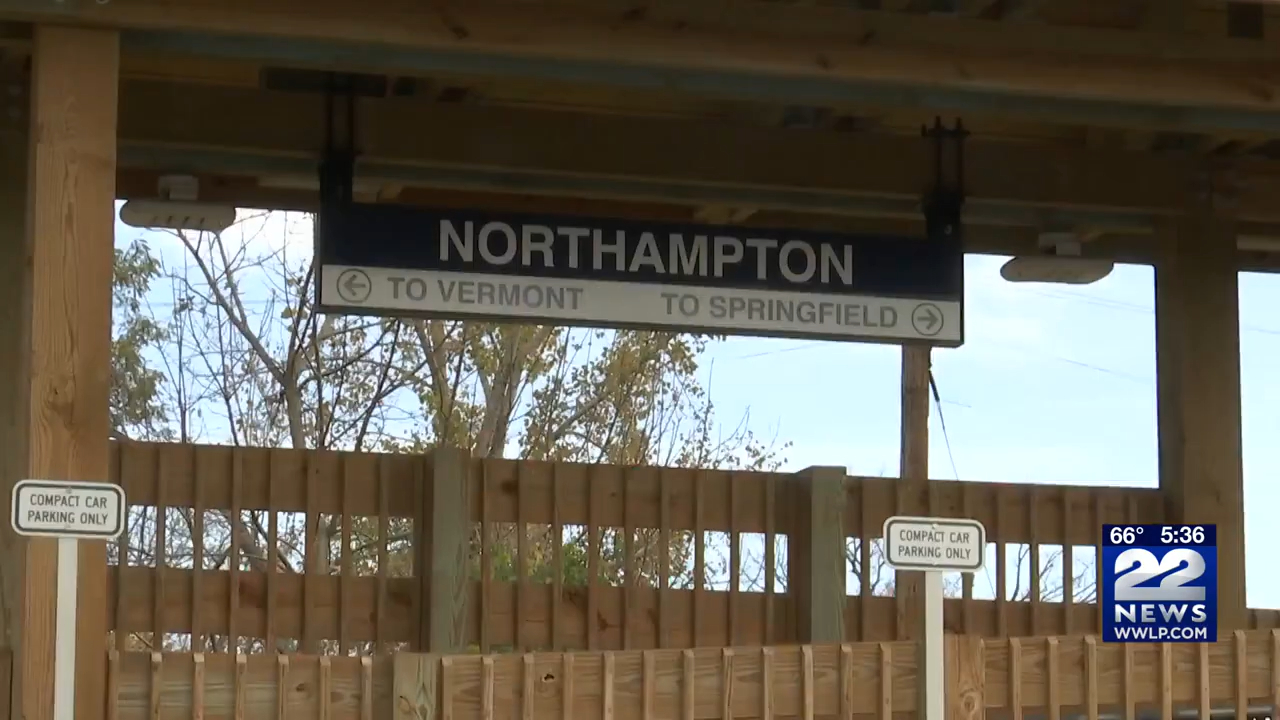 NORTHAMPTON
← TO VERMONT TO SPRINGFIELD →
COMPACT CAR
PARKING ONLY
COMPACT CAR
PARKING ONLY
66° 5:36
22
NEWS
WWLP.COM